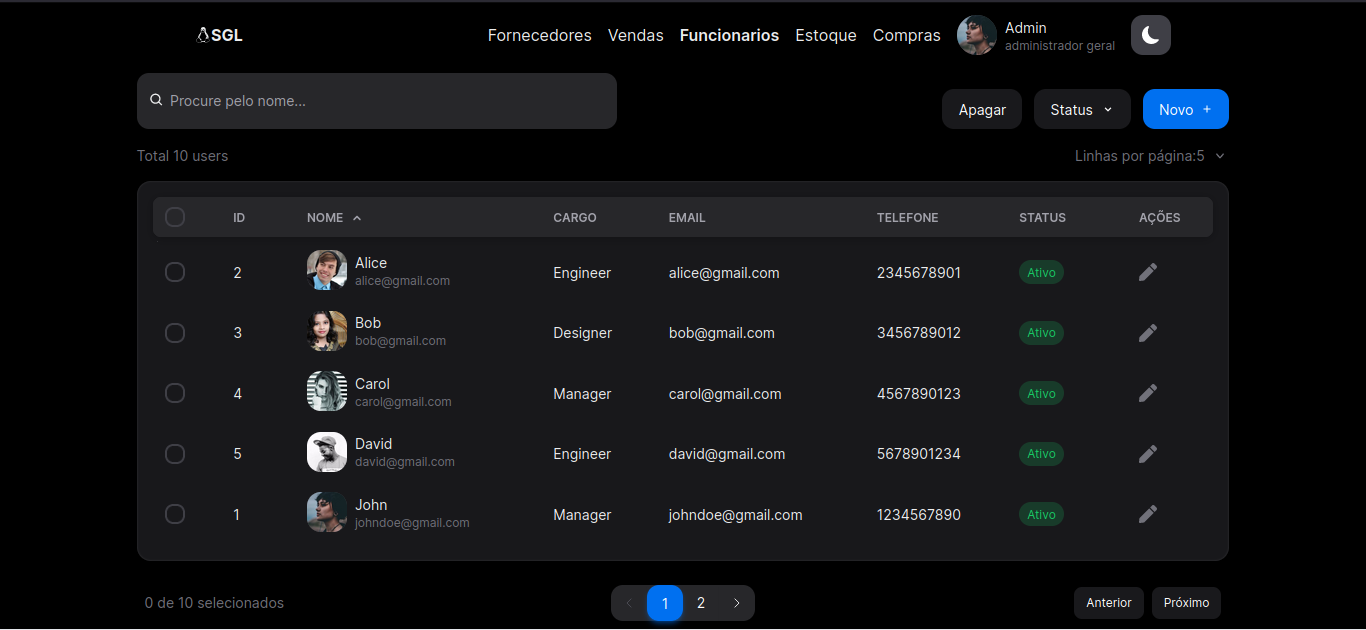 SGL Fornecedores Vendas Funcionarios Estoque Compras Admin
administrador geral
Procure pelo nome... Apagar Status Novo +
Total 10 users Linhas por página:5
ID NOME CARGO EMAIL TELEFONE STATUS AÇÕES
2 Alice Engineer alice@gmail.com 2345678901 Ativo
alice@gmail.com
3 Bob Designer bob@gmail.com 3456789012 Ativo
bob@gmail.com
4 Carol Manager carol@gmail.com 4567890123 Ativo
carol@gmail.com
5 David Engineer david@gmail.com 5678901234 Ativo
david@gmail.com
1 John Manager johndoe@gmail.com 1234567890 Ativo
johndoe@gmail.com
0 de 10 selecionados 1 2 Anterior Próximo